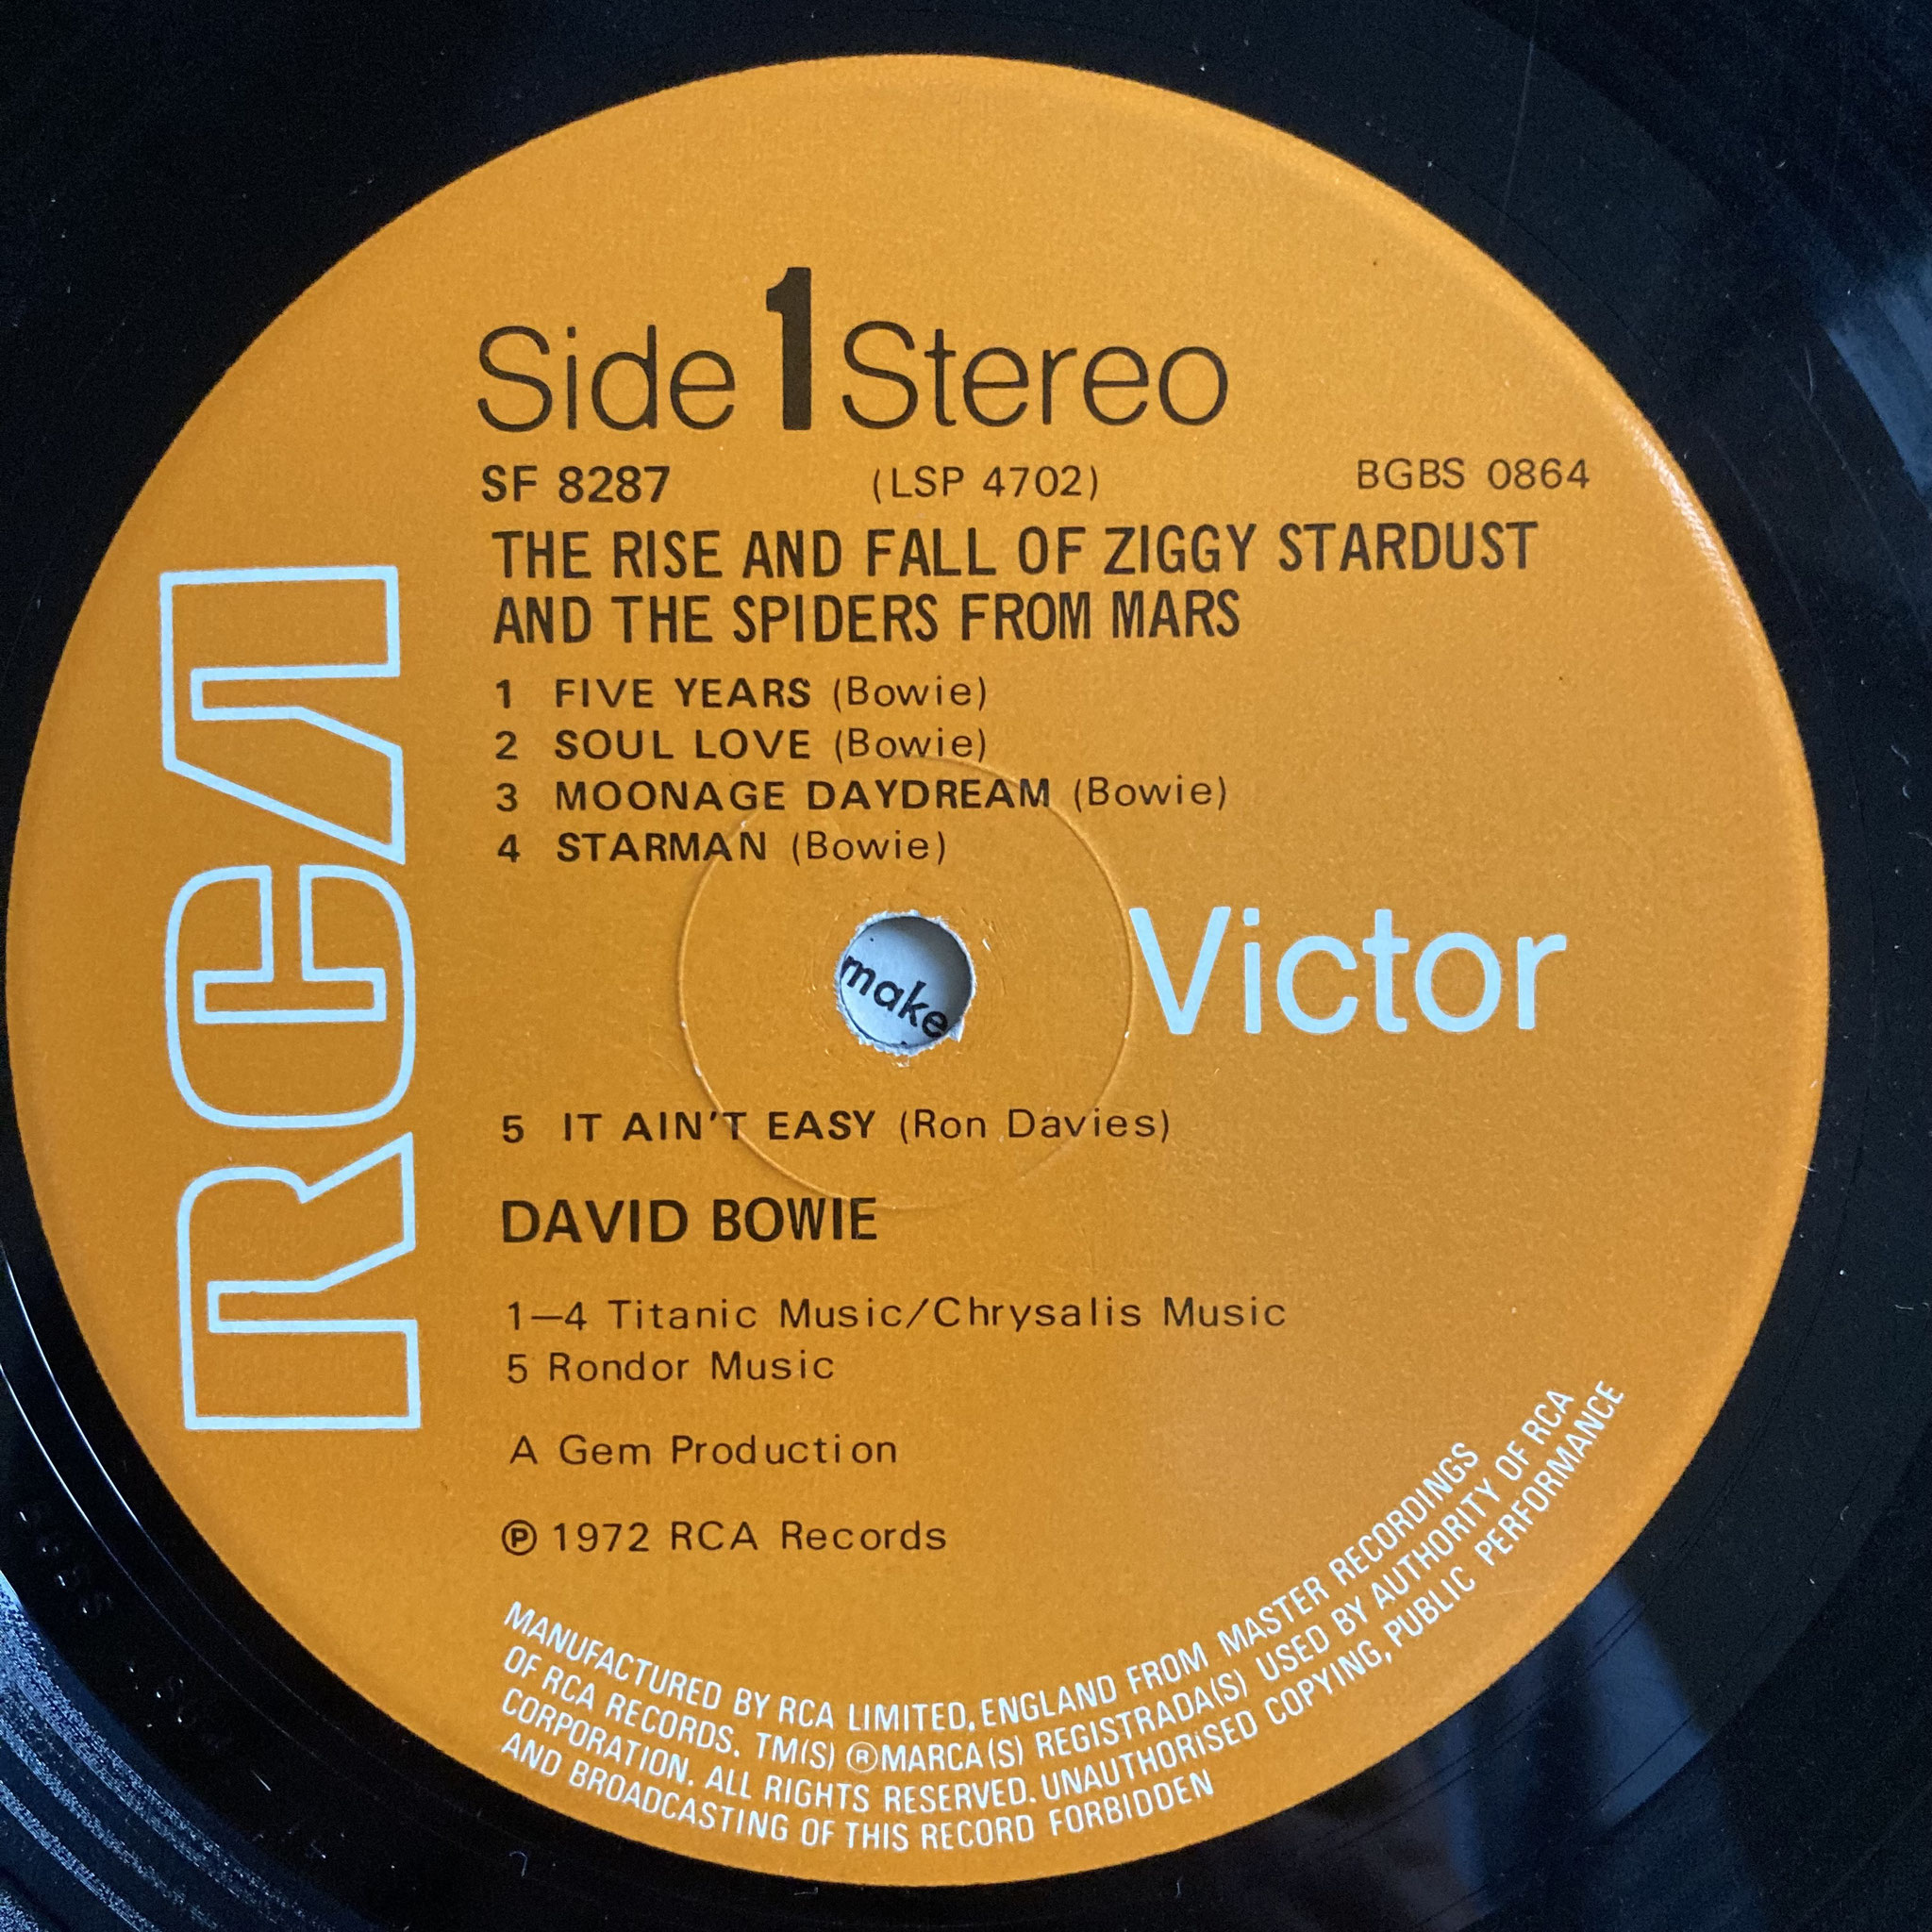 Side 1 Stereo
SF 8287 (LSP 4702) BGBS 0864
THE RISE AND FALL OF ZIGGY STARDUST
AND THE SPIDERS FROM MARS
1 FIVE YEARS (Bowie)
2 SOUL LOVE (Bowie)
3 MOONAGE DAYDREAM (Bowie)
4 STARMAN (Bowie)
RCA
Victor
make
5 IT AIN'T EASY (Ron Davies)
DAVID BOWIE
1—4 Titanic Music/Chrysalis Music
5 Rondor Music
A Gem Production
℗ 1972 RCA Records
MANUFACTURED BY RCA LIMITED, ENGLAND FROM MASTER RECORDINGS
OF RCA RECORDS. TM(S) ® MARCA(S) REGISTRADA(S) USED BY AUTHORITY OF RCA
CORPORATION. ALL RIGHTS RESERVED. UNAUTHORISED COPYING, PUBLIC PERFORMANCE
AND BROADCASTING OF THIS RECORD FORBIDDEN